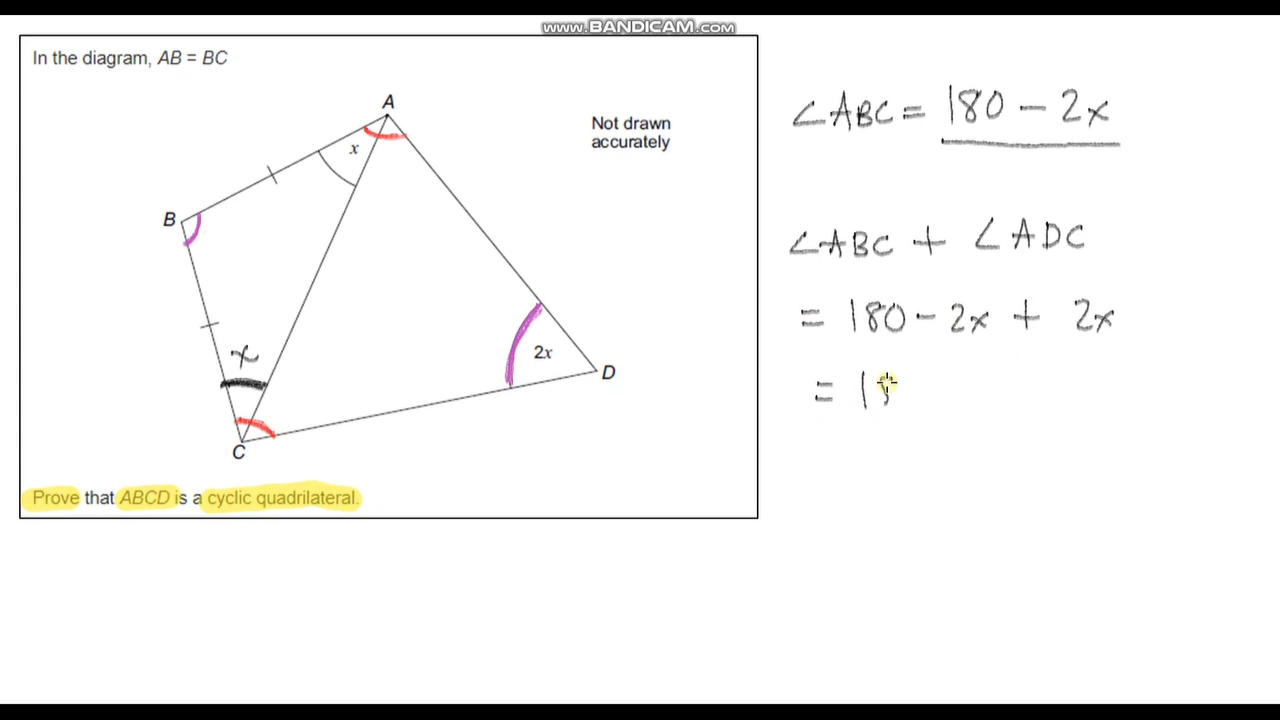 www.BANDICAM.com
In the diagram, AB = BC
A
Not drawn
accurately
x
B
x
2x
D
C
Prove that ABCD is a cyclic quadrilateral.
∠ABC = 180 - 2x
∠ABC + ∠ADC
= 180 - 2x + 2x
= 1